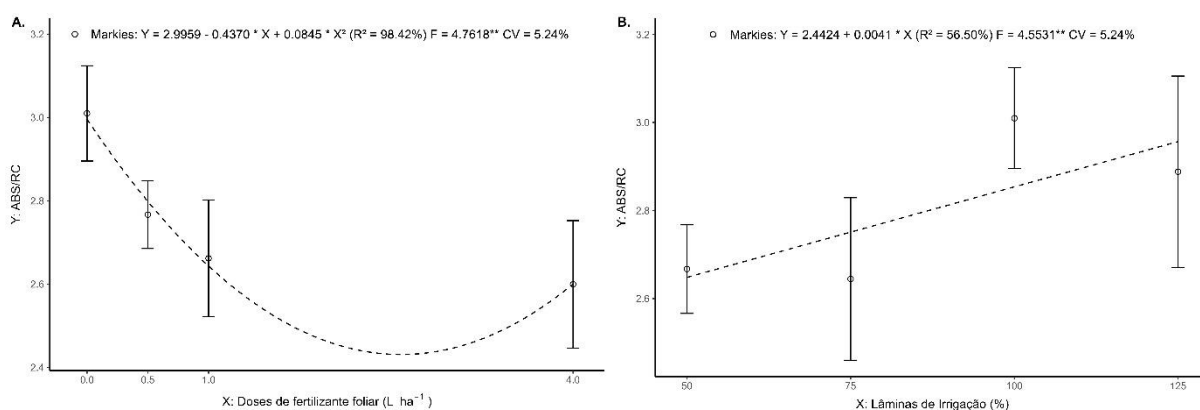 A.
Markies: Y = 2.9959 - 0.4370 * X + 0.0845 * X² (R² = 98.42%) F = 4.7618** CV = 5.24%
3.2
3.0
2.8
2.6
2.4
Y: ABS/RC
0.0 0.5 1.0 4.0
X: Doses de fertilizante foliar (L ha⁻¹ )
B.
Markies: Y = 2.4424 + 0.0041 * X (R² = 56.50%) F = 4.5531** CV = 5.24%
3.2
3.0
2.8
2.6
Y: ABS/RC
50 75 100 125
X: Lâminas de Irrigação (%)